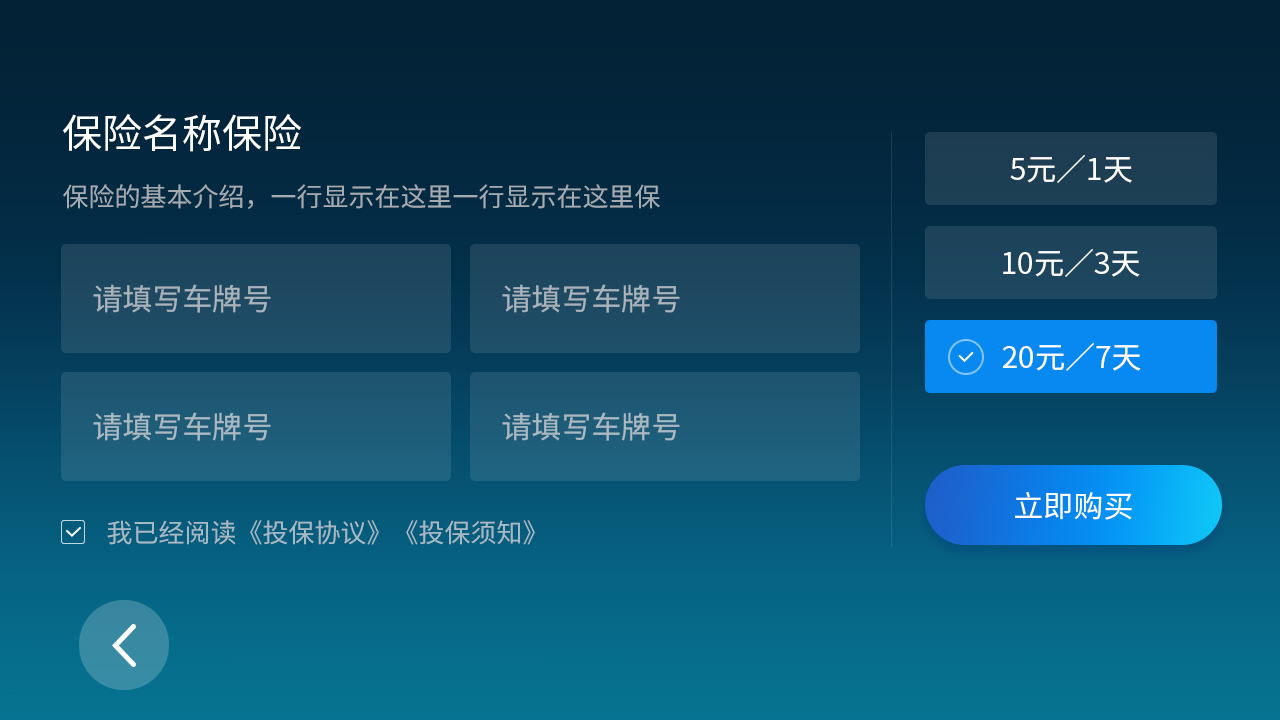 保险名称保险
保险的基本介绍，一行显示在这里一行显示在这里保
请填写车牌号
请填写车牌号
请填写车牌号
请填写车牌号
我已经阅读《投保协议》《投保须知》
5元／1天
10元／3天
20元／7天
立即购买